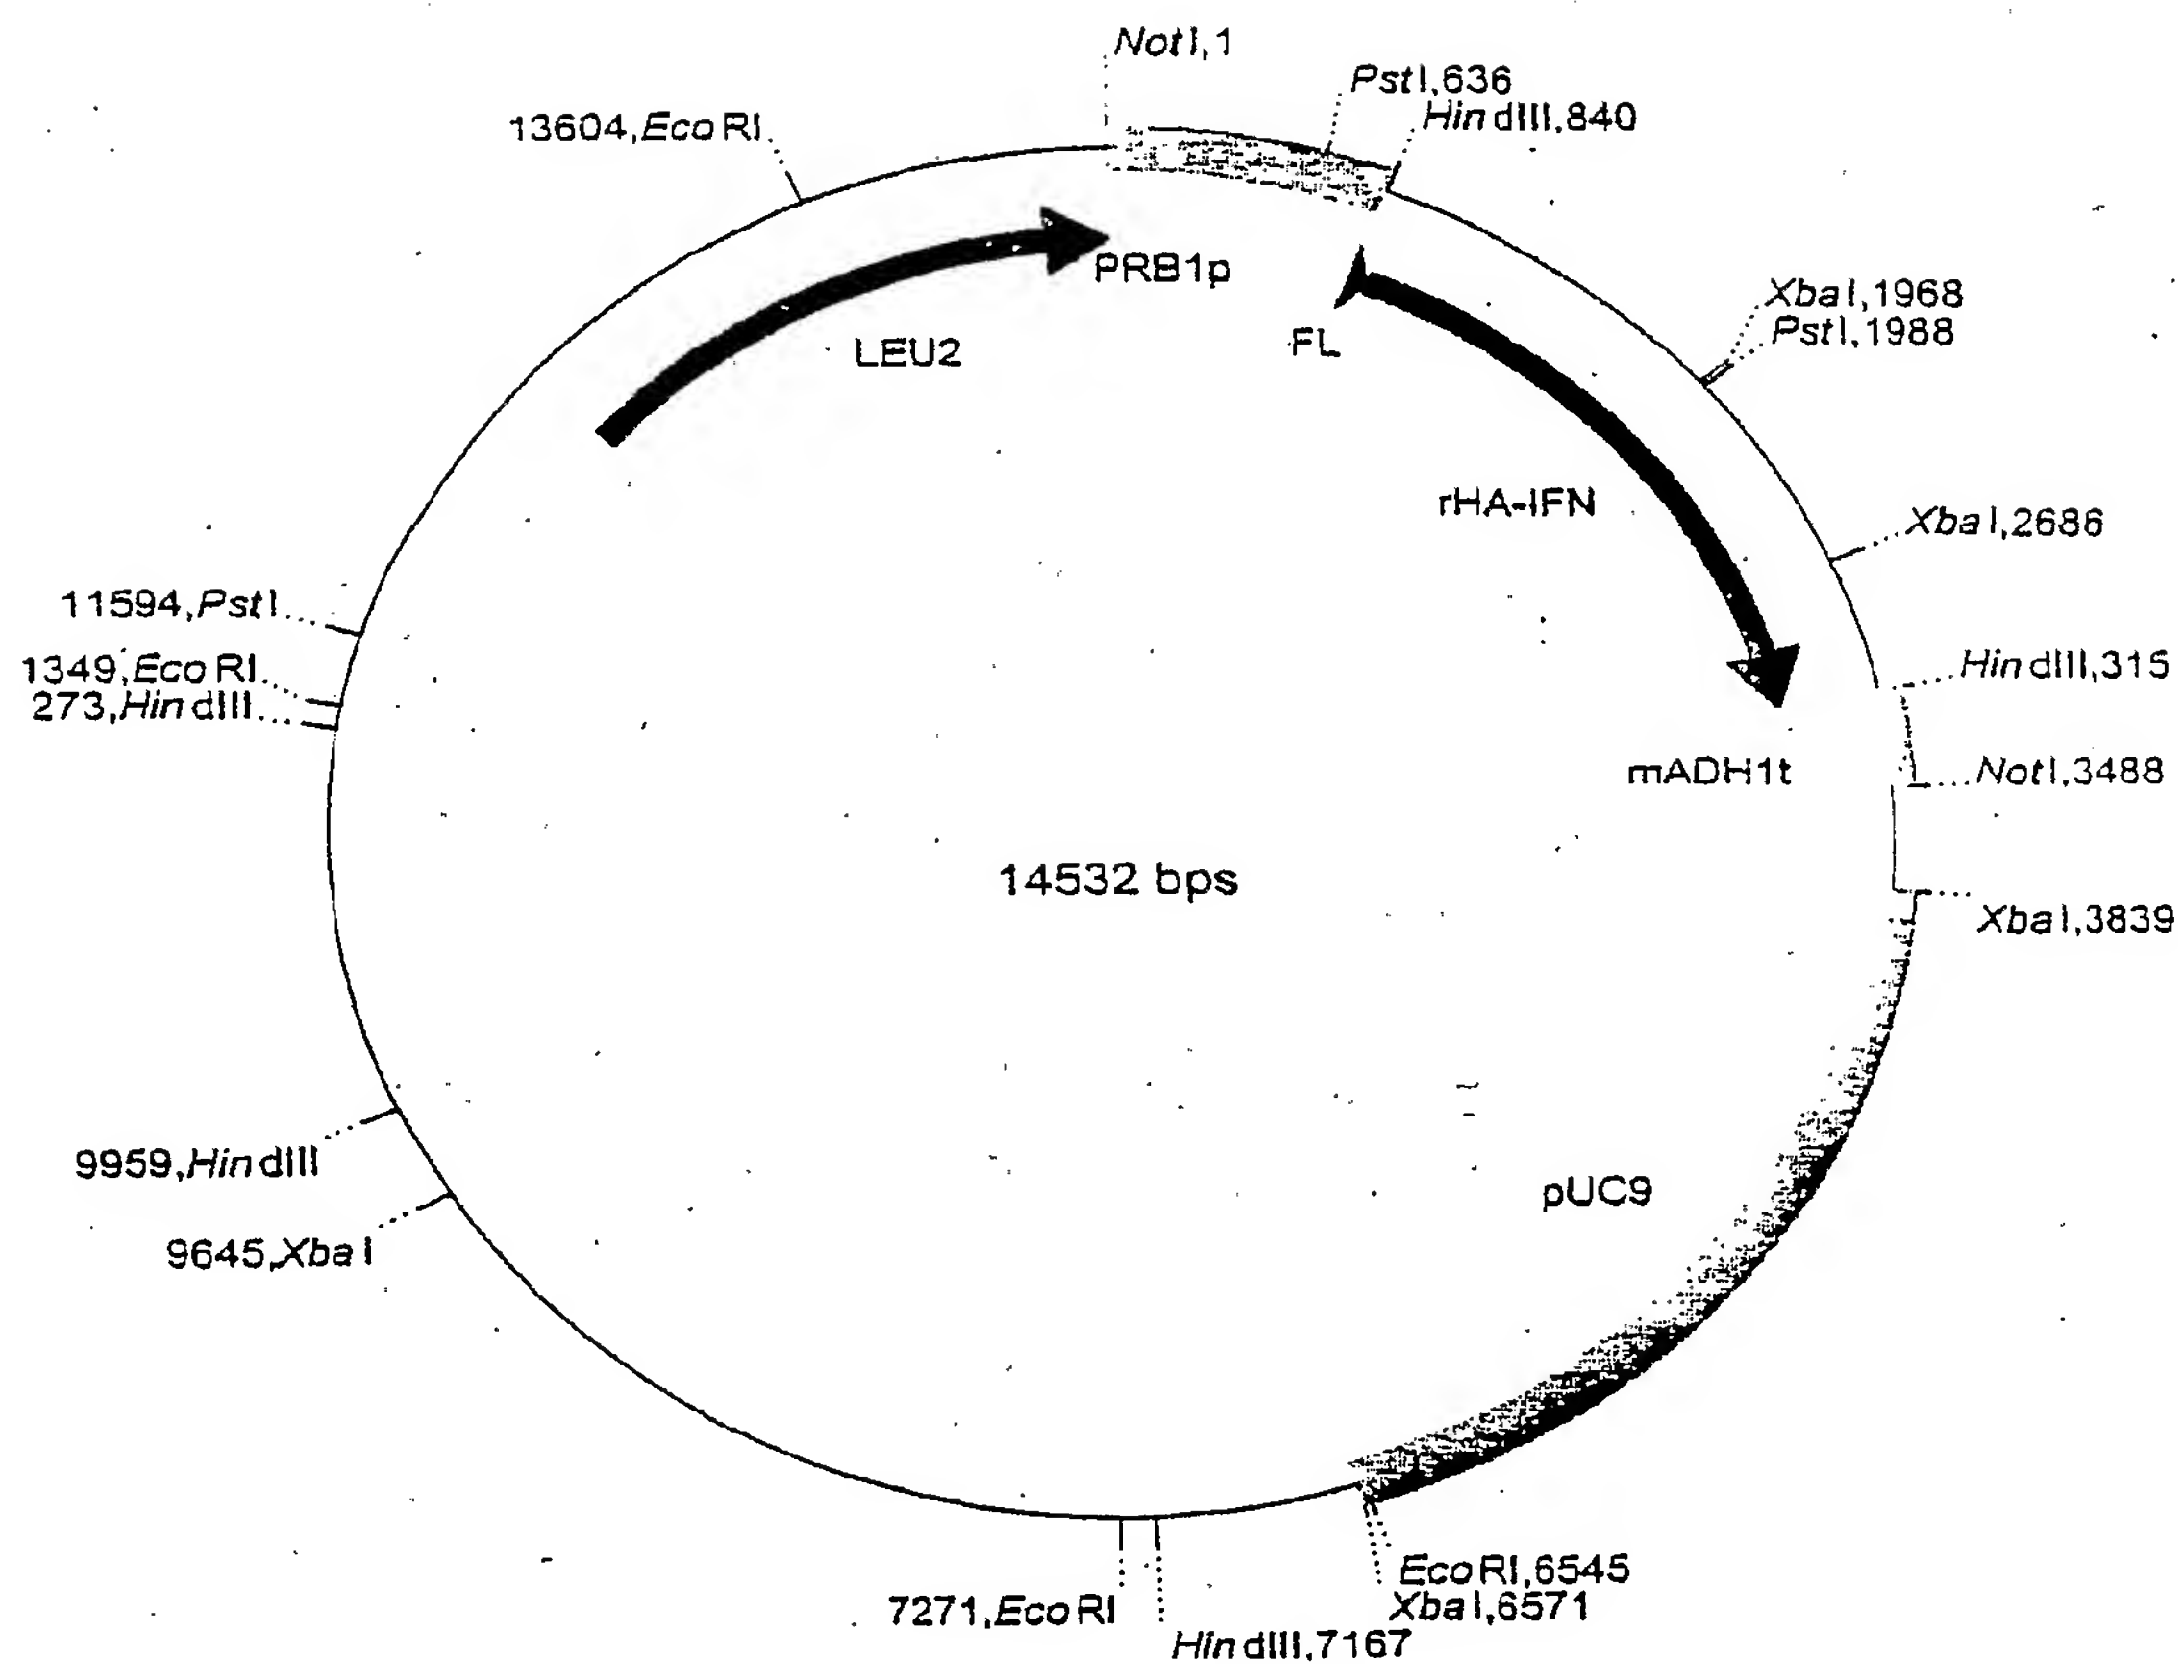 NotI,1
PstI,636
HindIII,840
13604,EcoRI
PRB1p
LEU2
FL
XbaI,1968
PstI,1988
rHA-IFN
XbaI,2686
11594,PstI
1349,EcoRI
273,HindIII
HindIII,315
mADH1t
NotI,3488
14532 bps
XbaI,3839
9959,HindIII
pUC9
9645,XbaI
EcoRI,6545
XbaI,6571
7271,EcoRI
HindIII,7167